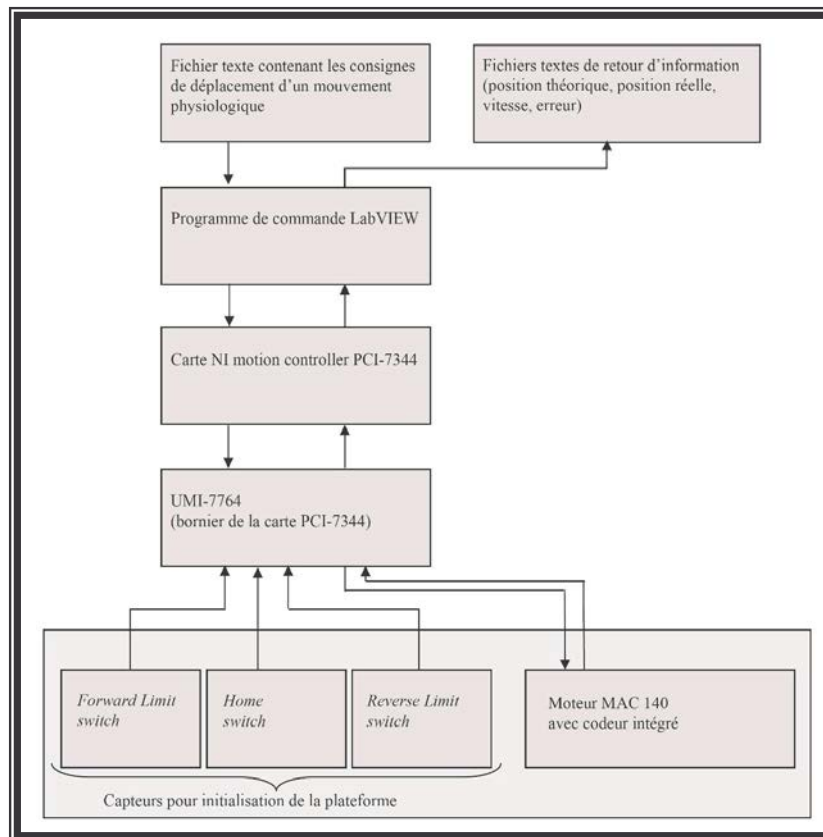 Fichier texte contenant les consignes
de déplacement d'un mouvement
physiologique
Fichiers textes de retour d'information
(position théorique, position réelle,
vitesse, erreur)
Programme de commande LabVIEW
Carte NI motion controller PCI-7344
UMI-7764
(bornier de la carte PCI-7344)
Forward Limit
switch
Home
switch
Reverse Limit
switch
Moteur MAC 140
avec codeur intégré
Capteurs pour initialisation de la plateforme